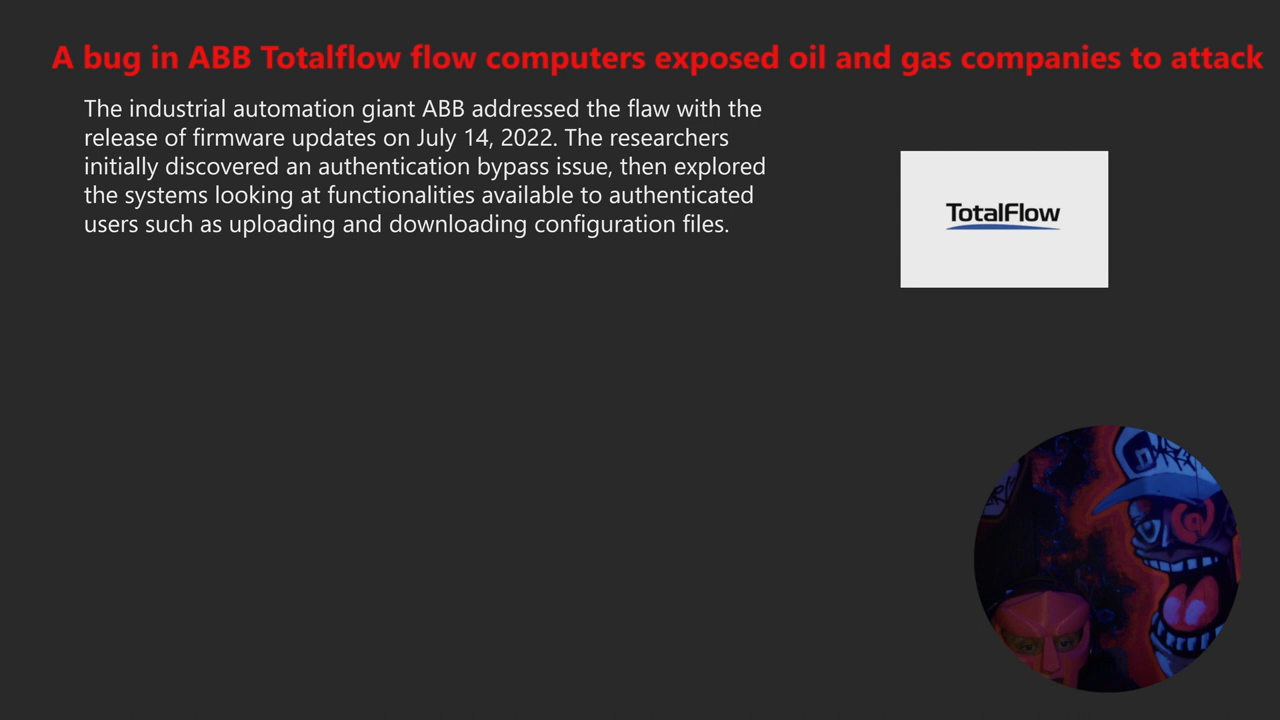 A bug in ABB Totalflow flow computers exposed oil and gas companies to attack
The industrial automation giant ABB addressed the flaw with the
release of firmware updates on July 14, 2022. The researchers
initially discovered an authentication bypass issue, then explored
the systems looking at functionalities available to authenticated
users such as uploading and downloading configuration files.
TotalFlow